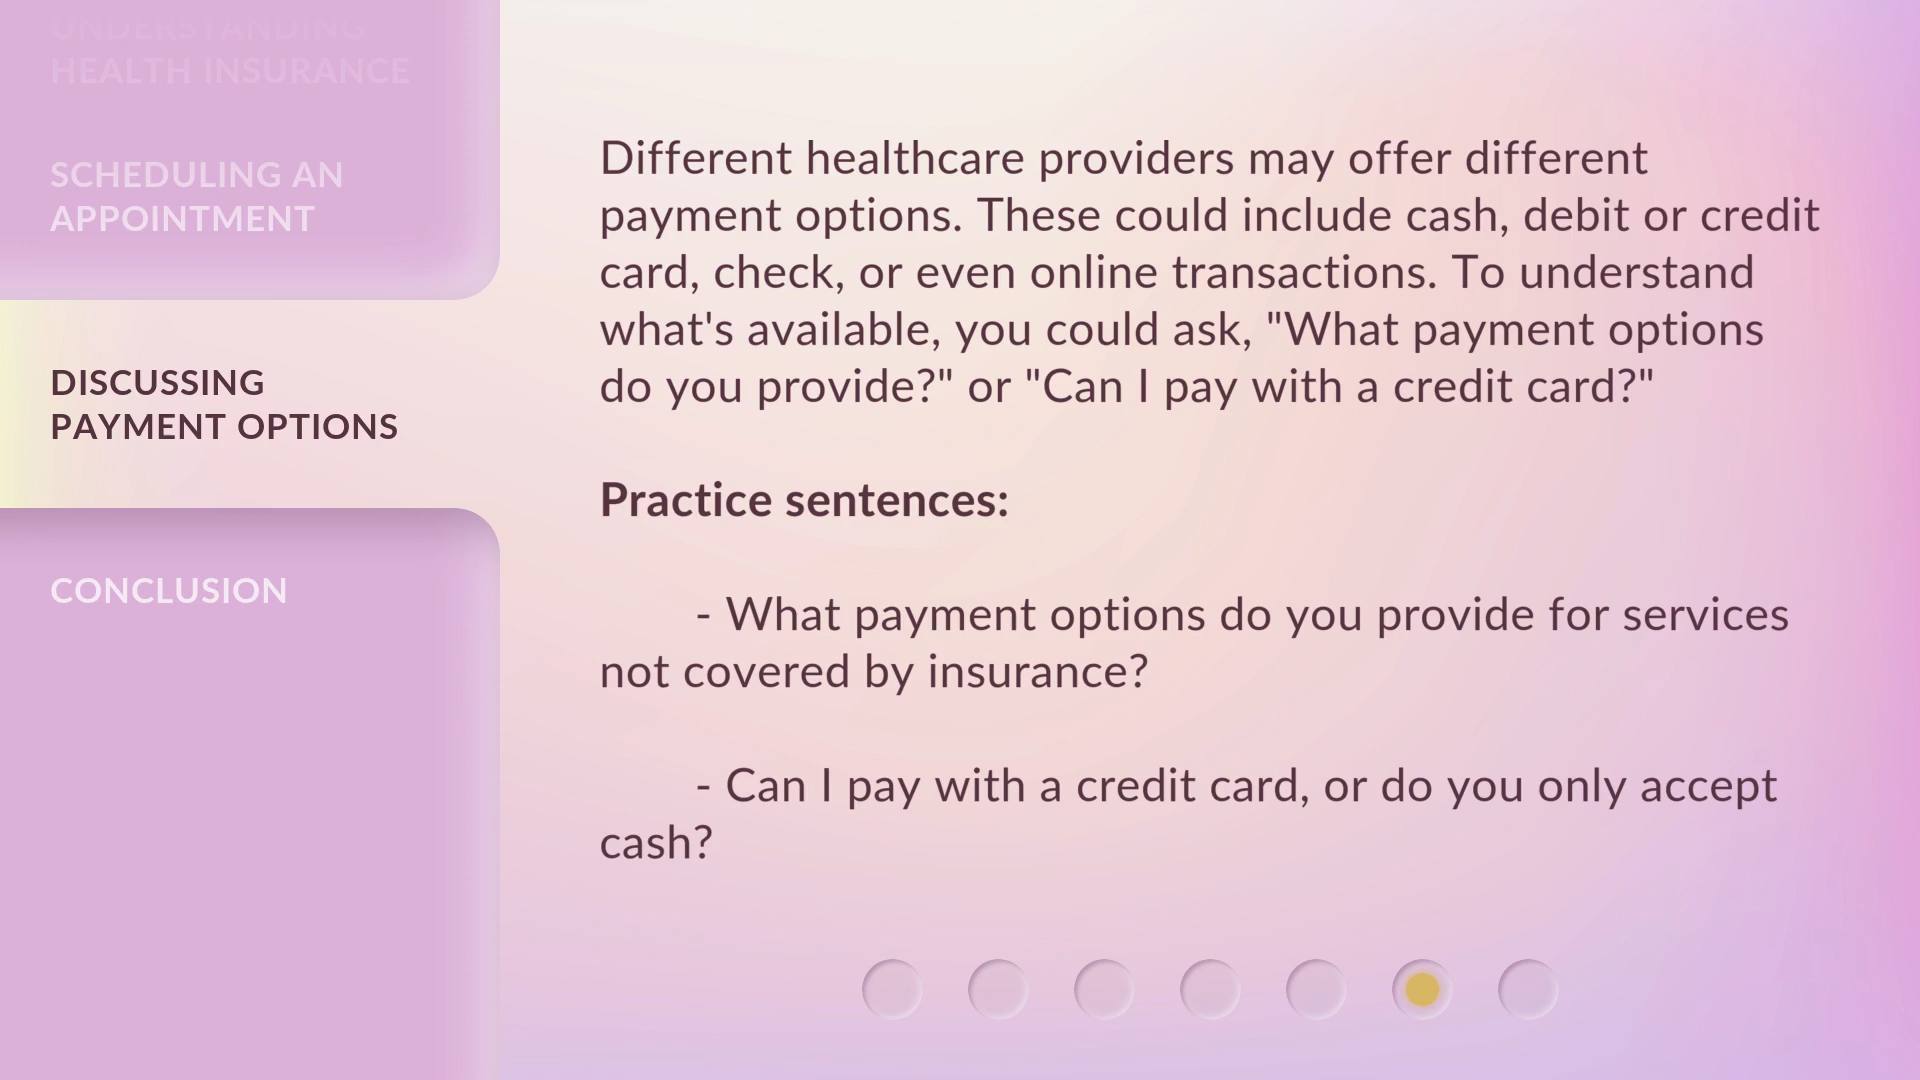 UNDERSTANDING
HEALTH INSURANCE
SCHEDULING AN
APPOINTMENT
DISCUSSING
PAYMENT OPTIONS
CONCLUSION
Different healthcare providers may offer different
payment options. These could include cash, debit or credit
card, check, or even online transactions. To understand
what's available, you could ask, "What payment options
do you provide?" or "Can I pay with a credit card?"
Practice sentences:
- What payment options do you provide for services
not covered by insurance?
- Can I pay with a credit card, or do you only accept
cash?